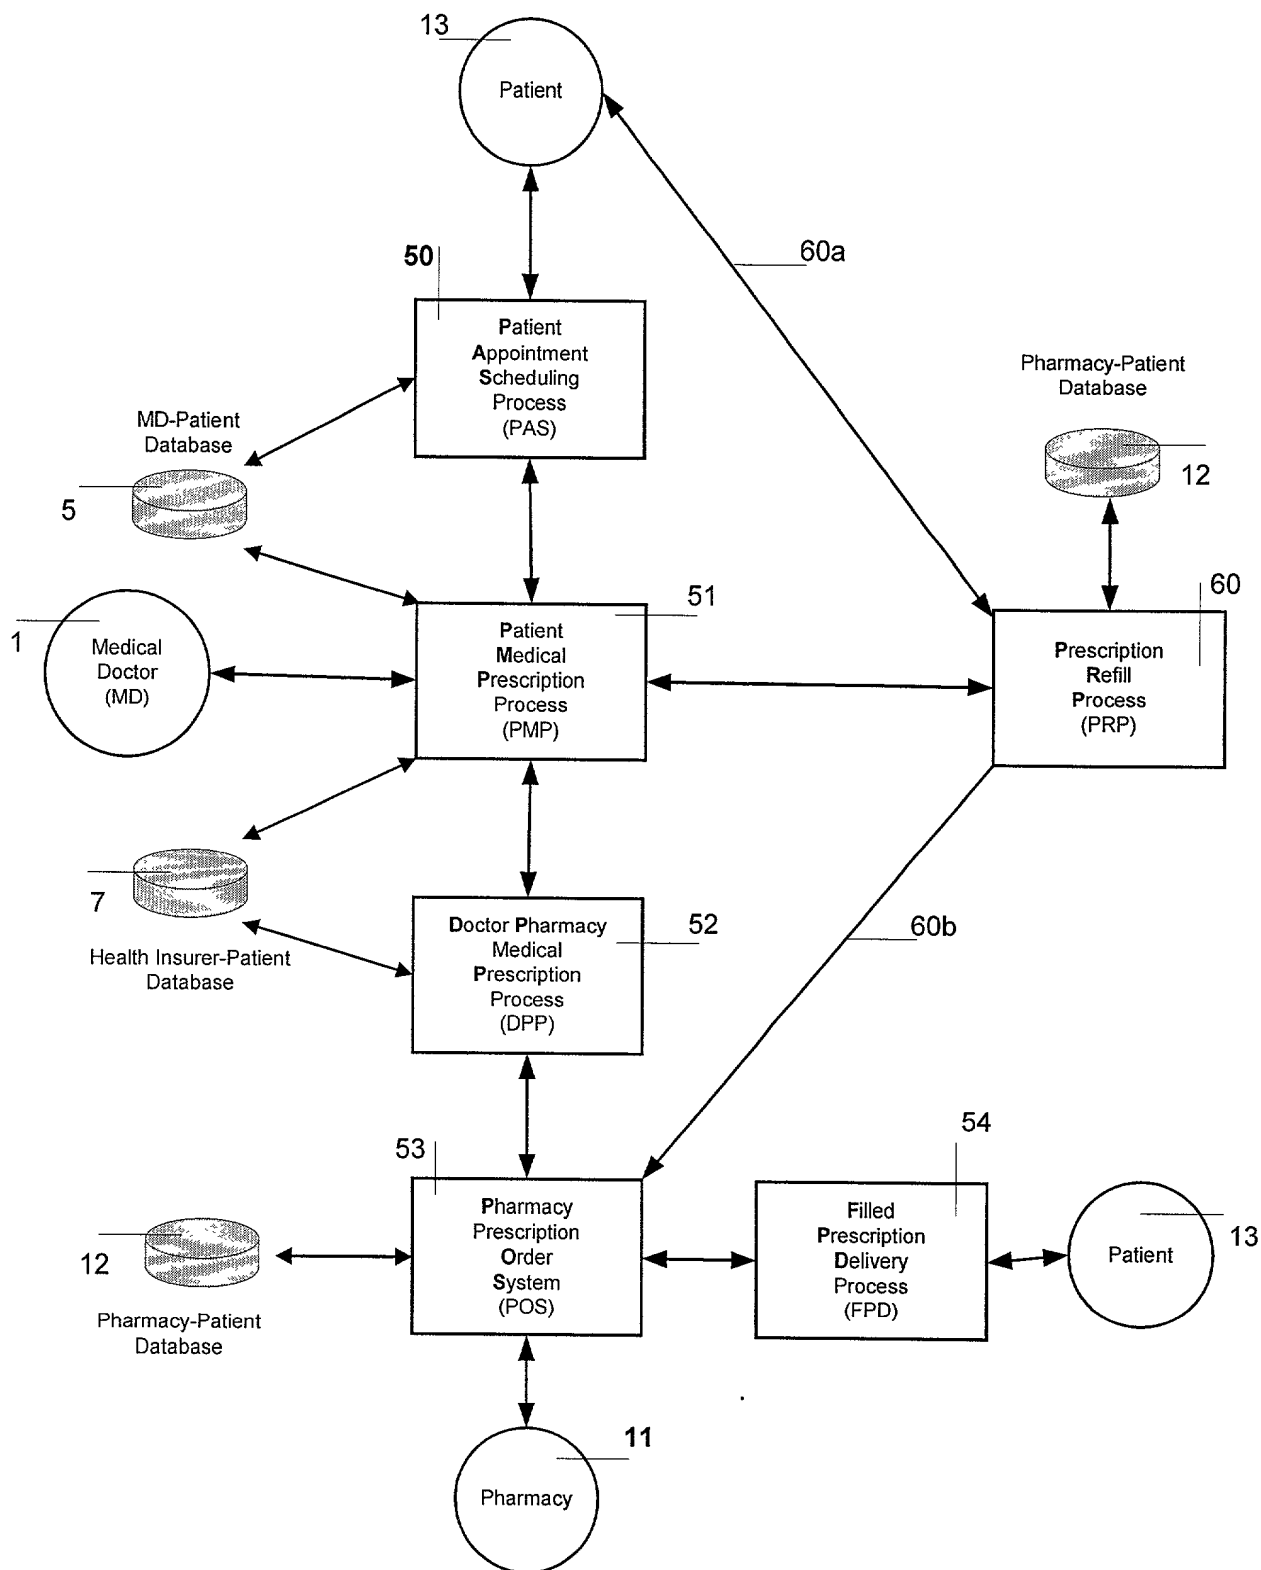 13
Patient
50
60a
Patient
Appointment
Scheduling
Process
(PAS)
Pharmacy-Patient
Database
12
MD-Patient
Database
5
1
Medical
Doctor
(MD)
51
Patient
Medical
Prescription
Process
(PMP)
60
Prescription
Refill
Process
(PRP)
7
Health Insurer-Patient
Database
52
Doctor Pharmacy
Medical
Prescription
Process
(DPP)
60b
53
Pharmacy
Prescription
Order
System
(POS)
54
Filled
Prescription
Delivery
Process
(FPD)
Patient
13
12
Pharmacy-Patient
Database
11
Pharmacy